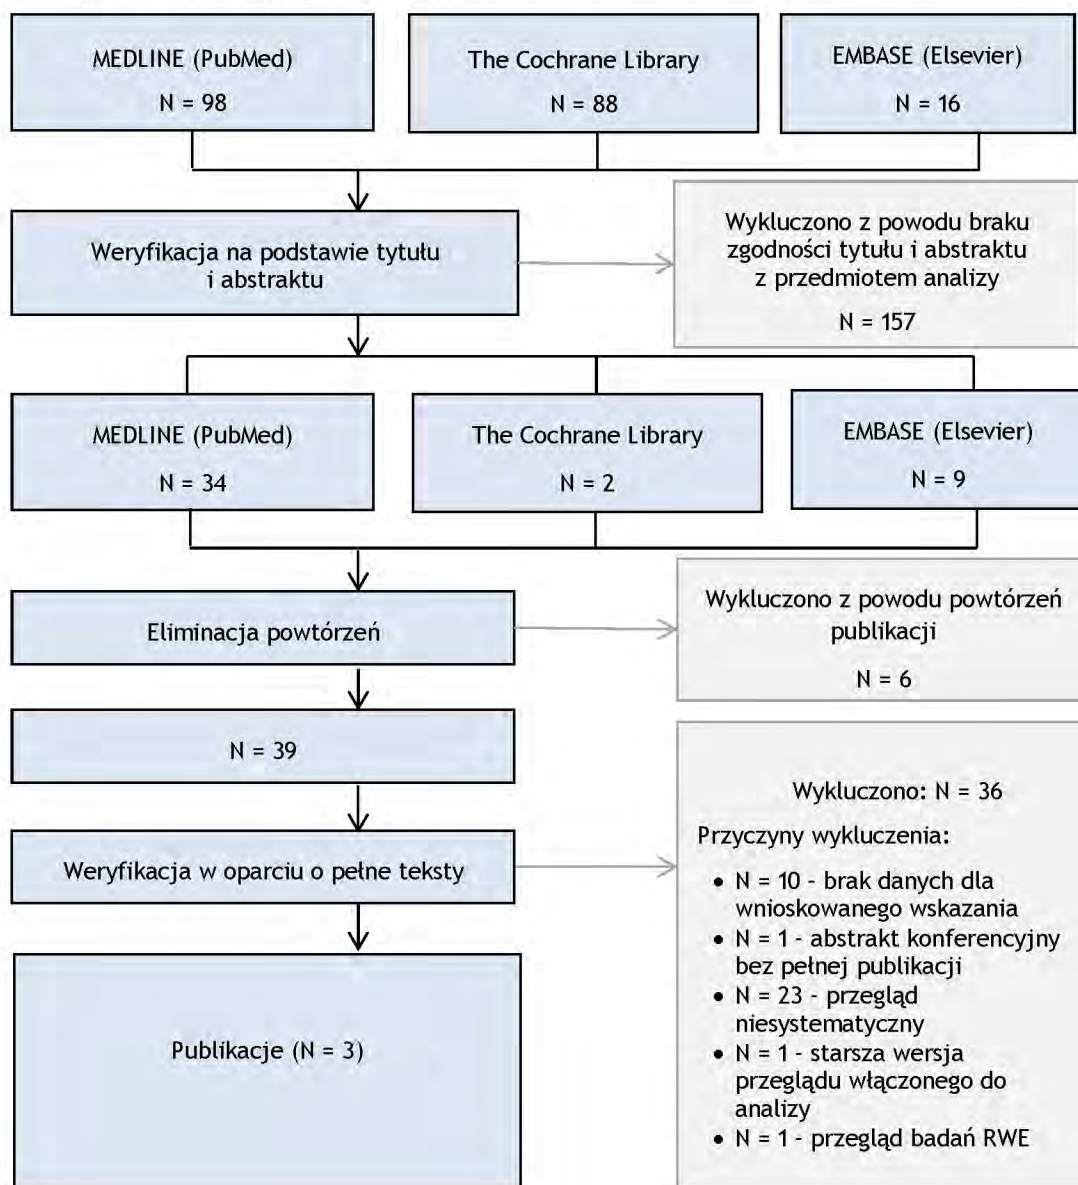 MEDLINE (PubMed)
N = 98
The Cochrane Library
N = 88
EMBASE (Elsevier)
N = 16
Weryfikacja na podstawie tytułu
i abstraktu
Wykluczono z powodu braku
zgodności tytułu i abstraktu
z przedmiotem analizy
N = 157
MEDLINE (PubMed)
N = 34
The Cochrane Library
N = 2
EMBASE (Elsevier)
N = 9
Eliminacja powtórzeń
Wykluczono z powodu powtórzeń
publikacji
N = 6
N = 39
Weryfikacja w oparciu o pełne teksty
Wykluczono: N = 36
Przyczyny wykluczenia:
• N = 10 - brak danych dla
wnioskowanego wskazania
• N = 1 - abstrakt konferencyjny
bez pełnej publikacji
• N = 23 - przegląd
niesystematyczny
• N = 1 - starsza wersja
przeglądu włączonego do
analizy
• N = 1 - przegląd badań RWE
Publikacje (N = 3)